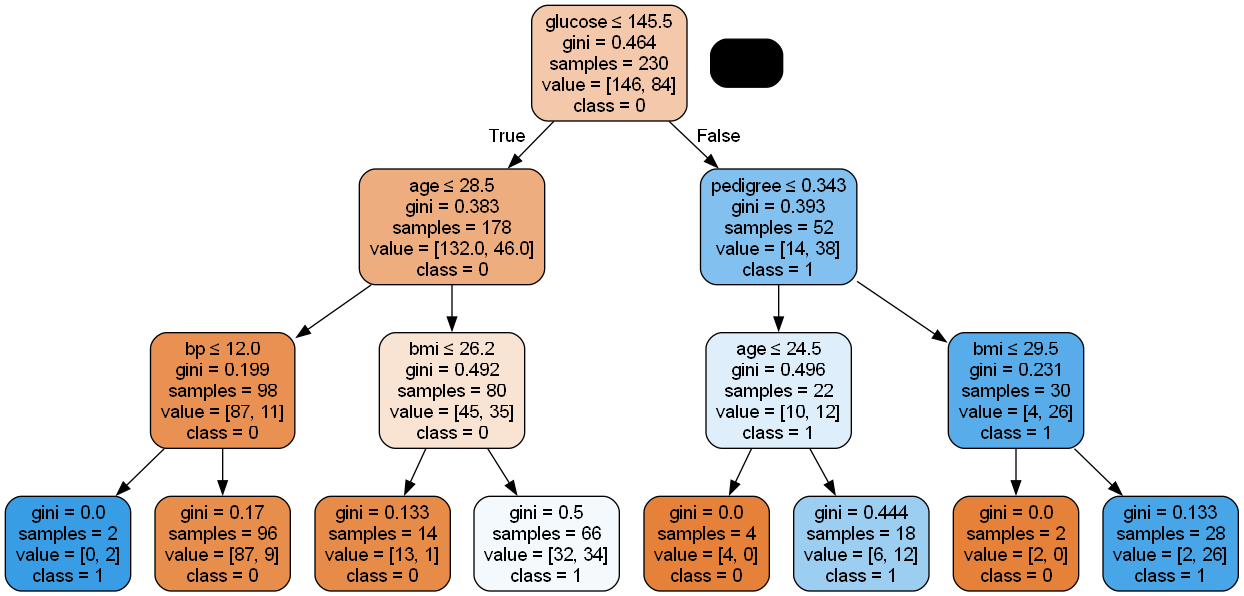 glucose ≤ 145.5
gini = 0.464
samples = 230
value = [146, 84]
class = 0
True
False
age ≤ 28.5
gini = 0.383
samples = 178
value = [132.0, 46.0]
class = 0
pedigree ≤ 0.343
gini = 0.393
samples = 52
value = [14, 38]
class = 1
bp ≤ 12.0
gini = 0.199
samples = 98
value = [87, 11]
class = 0
bmi ≤ 26.2
gini = 0.492
samples = 80
value = [45, 35]
class = 0
age ≤ 24.5
gini = 0.496
samples = 22
value = [10, 12]
class = 1
bmi ≤ 29.5
gini = 0.231
samples = 30
value = [4, 26]
class = 1
gini = 0.0
samples = 2
value = [0, 2]
class = 1
gini = 0.17
samples = 96
value = [87, 9]
class = 0
gini = 0.133
samples = 14
value = [13, 1]
class = 0
gini = 0.5
samples = 66
value = [32, 34]
class = 1
gini = 0.0
samples = 4
value = [4, 0]
class = 0
gini = 0.444
samples = 18
value = [6, 12]
class = 1
gini = 0.0
samples = 2
value = [2, 0]
class = 0
gini = 0.133
samples = 28
value = [2, 26]
class = 1